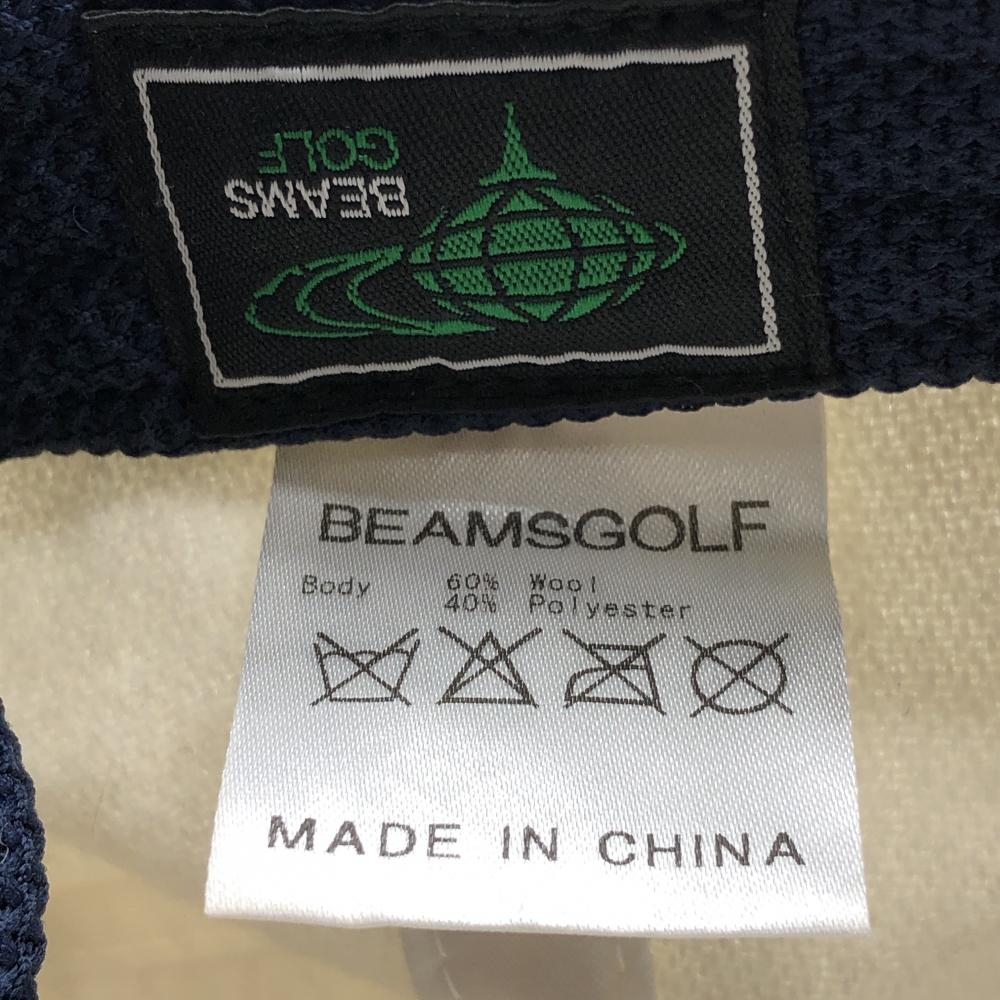 BEAMS
GOLF
BEAMSGOLF
Body 60% Wool
40% Polyester
MADE IN CHINA